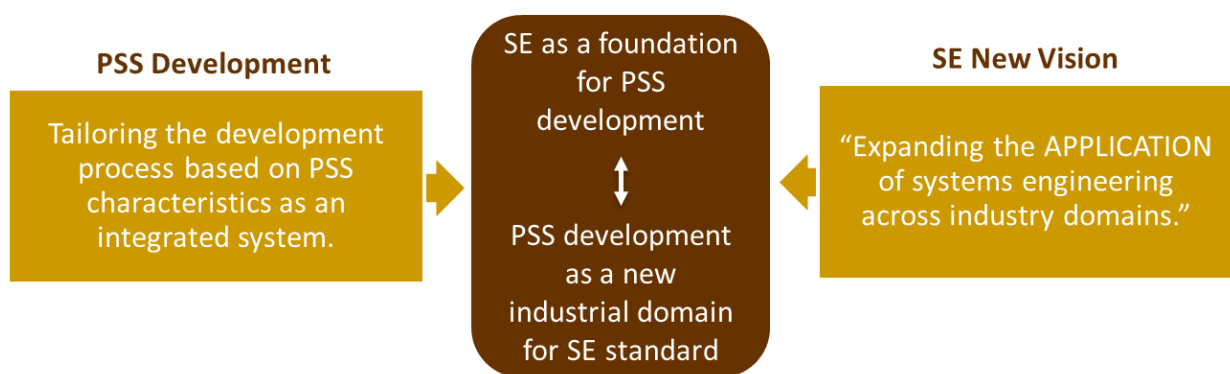 PSS Development
Tailoring the development
process based on PSS
characteristics as an
integrated system.
SE as a foundation
for PSS
development
PSS development
as a new
industrial domain
for SE standard
SE New Vision
“Expanding the APPLICATION
of systems engineering
across industry domains.”